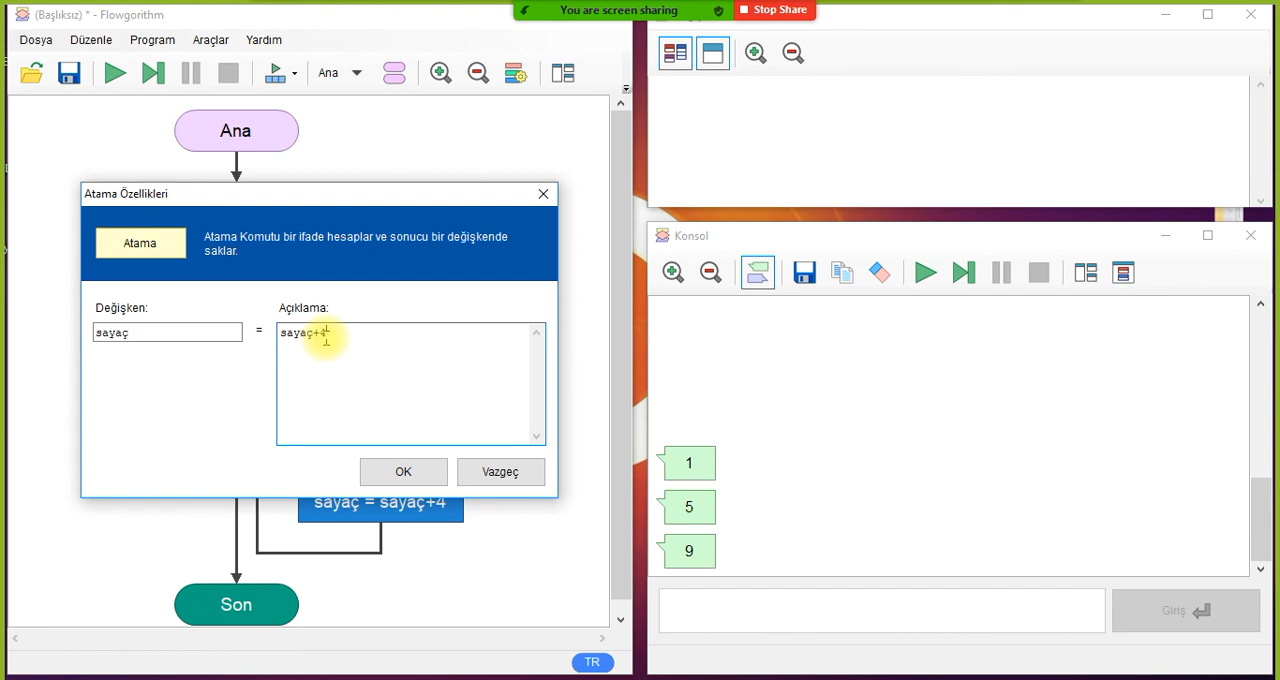 (Başlıksız) * - Flowgorithm
You are screen sharing
Stop Share
Dosya Düzenle Program Araçlar Yardım
Ana
Ana
Atama Özellikleri
Atama
Atama Komutu bir ifade hesaplar ve sonucu bir değişkende
saklar.
Değişken:
Açıklama:
sayaç
=
sayaç+4
OK
Vazgeç
sayaç = sayaç+4
Son
TR
Konsol
1
5
9
Giriş